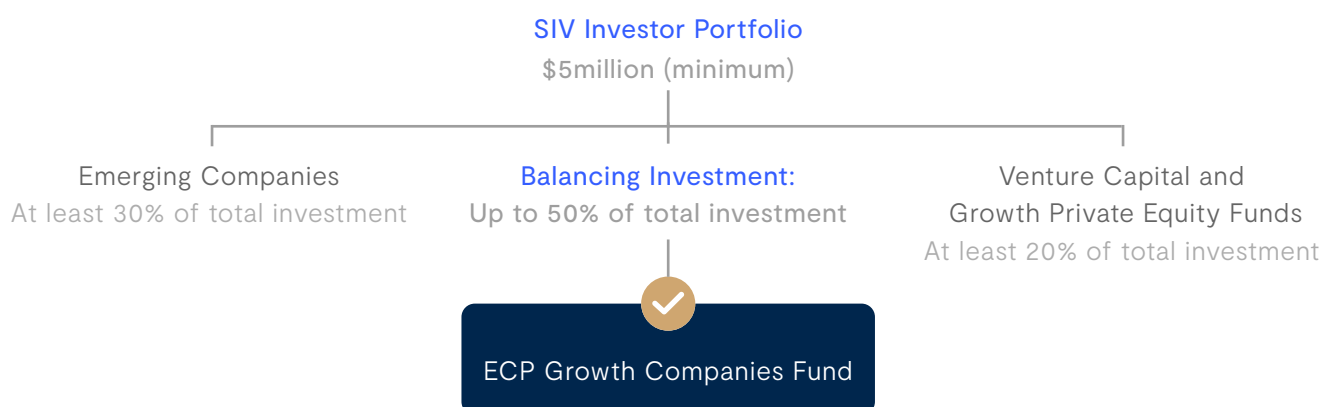 SIV Investor Portfolio
$5million (minimum)
Emerging Companies
At least 30% of total investment
Balancing Investment:
Up to 50% of total investment
Venture Capital and
Growth Private Equity Funds
At least 20% of total investment
ECP Growth Companies Fund